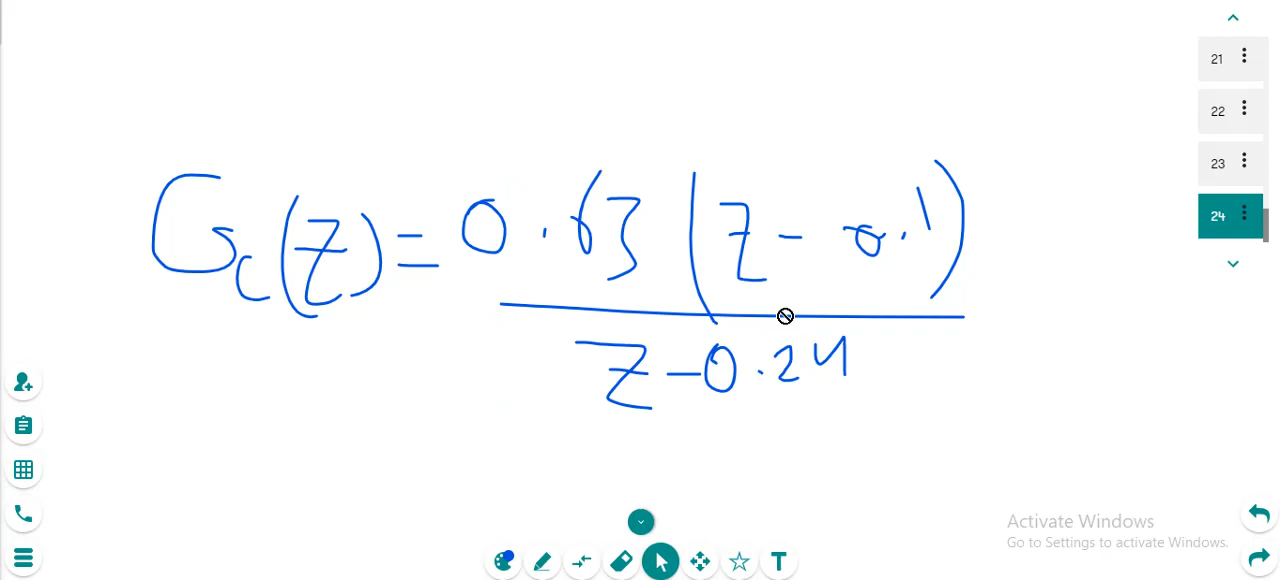 21
22
Gc(z) = 0.63 (z - 0.1)
23
24
z - 0.24
Activate Windows
Go to Settings to activate Windows.
T